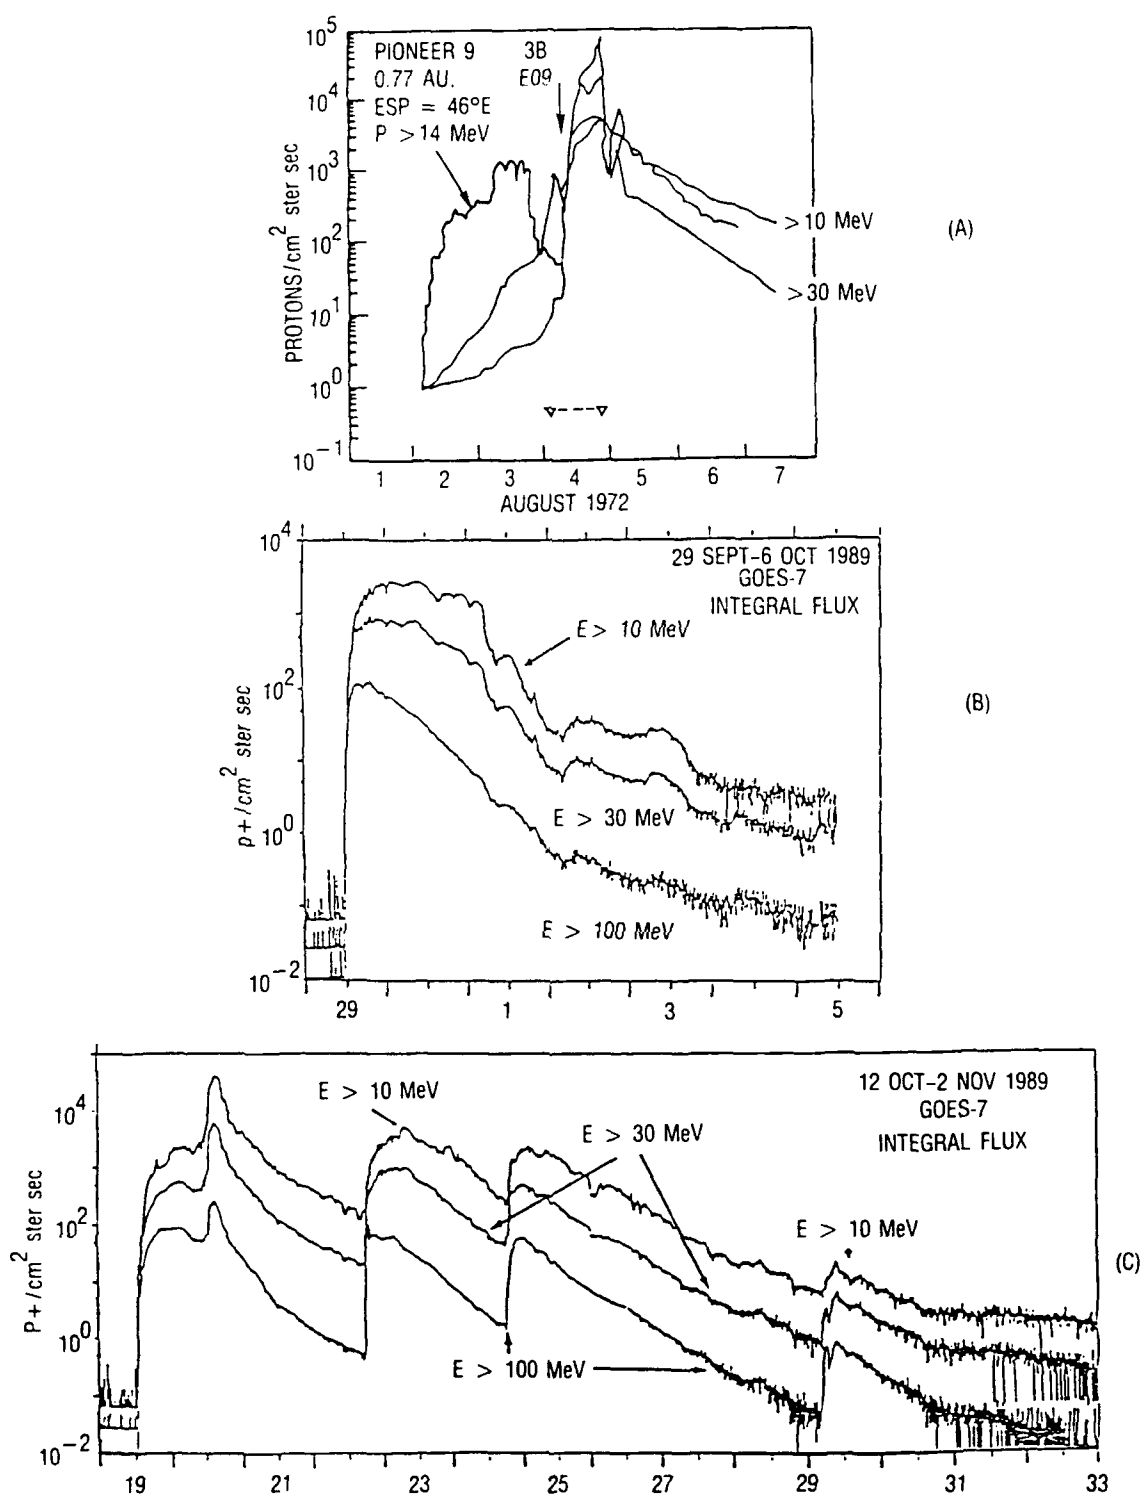 PIONEER 9
0.77 AU.
ESP = 46°E
P > 14 MeV
3B
E09
10^5
10^4
10^3
10^2
10^1
10^0
10^-1
PROTONS/cm^2 ster sec
> 10 MeV
> 30 MeV
(A)
1 2 3 4 5 6 7
AUGUST 1972
10^4
10^2
10^0
10^-2
p+/cm^2 ster sec
29 SEPT-6 OCT 1989
GOES-7
INTEGRAL FLUX
E > 10 MeV
E > 30 MeV
E > 100 MeV
(B)
29 1 3 5
10^4
10^2
10^0
10^-2
P+/cm^2 ster sec
12 OCT-2 NOV 1989
GOES-7
INTEGRAL FLUX
E > 10 MeV
E > 30 MeV
E > 10 MeV
E > 100 MeV
(C)
19 21 23 25 27 29 31 33